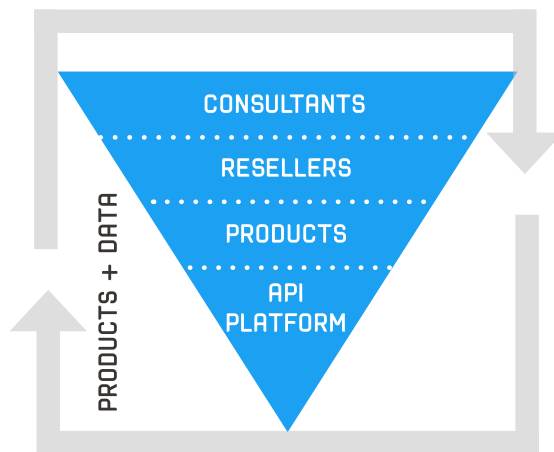 CONSULTANTS
RESELLERS
PRODUCTS
API
PLATFORM
PRODUCTS + DATA